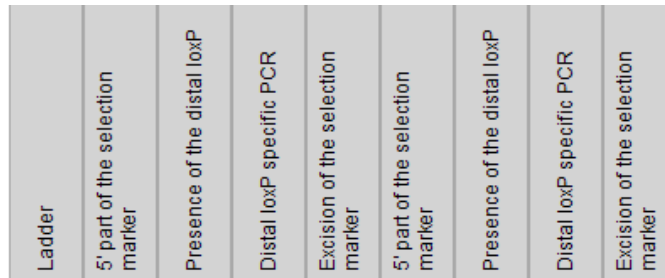 Ladder
5' part of the selection
marker
Presence of the distal loxP
Distal loxP specific PCR
Excision of the selection
marker
5' part of the selection
marker
Presence of the distal loxP
Distal loxP specific PCR
Excision of the selection
marker